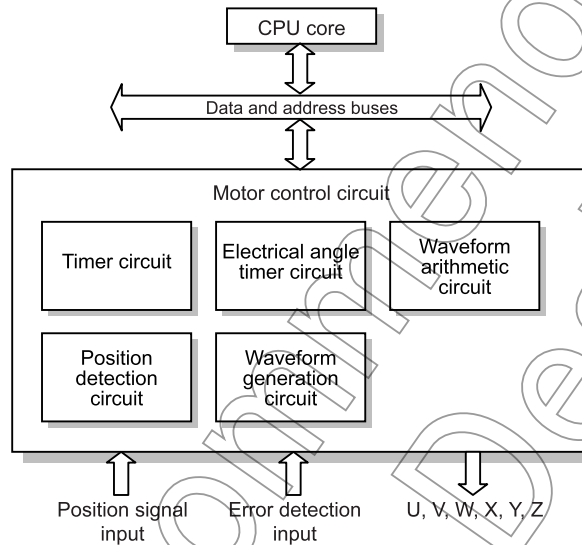 CPU core
Data and address buses
Motor control circuit
Timer circuit
Electrical angle
timer circuit
Waveform
arithmetic
circuit
Position
detection
circuit
Waveform
generation
circuit
Position signal
input
Error detection
input
U, V, W, X, Y, Z